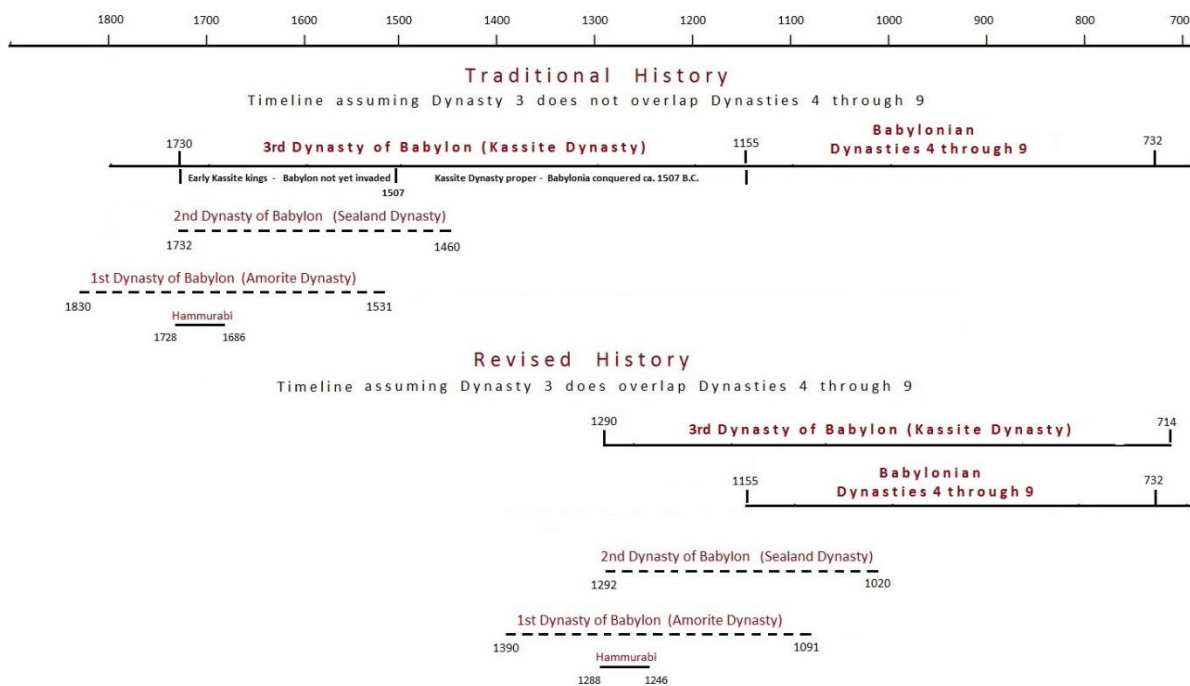 1800 1700 1600 1500 1400 1300 1200 1100 1000 900 800 700
Traditional History
Timeline assuming Dynasty 3 does not overlap Dynasties 4 through 9
1730 3rd Dynasty of Babylon (Kassite Dynasty) 1155 Babylonian 732
Dynasties 4 through 9
Early Kassite kings - Babylon not yet invaded 1507 Kassite Dynasty proper - Babylonia conquered ca. 1507 B.C.
2nd Dynasty of Babylon (Sealand Dynasty)
1732 1460
1st Dynasty of Babylon (Amorite Dynasty)
1830 1531
Hammurabi
1728 1686
Revised History
Timeline assuming Dynasty 3 does overlap Dynasties 4 through 9
1290 3rd Dynasty of Babylon (Kassite Dynasty) 714
Babylonian
1155 Dynasties 4 through 9 732
2nd Dynasty of Babylon (Sealand Dynasty)
1292 1020
1st Dynasty of Babylon (Amorite Dynasty)
1390 1091
Hammurabi
1288 1246